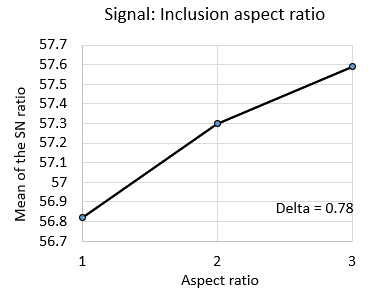 Signal: Inclusion aspect ratio
Mean of the SN ratio
57.7
57.6
57.5
57.4
57.3
57.2
57.1
57
56.9
56.8
56.7
Delta = 0.78
1 2 3
Aspect ratio